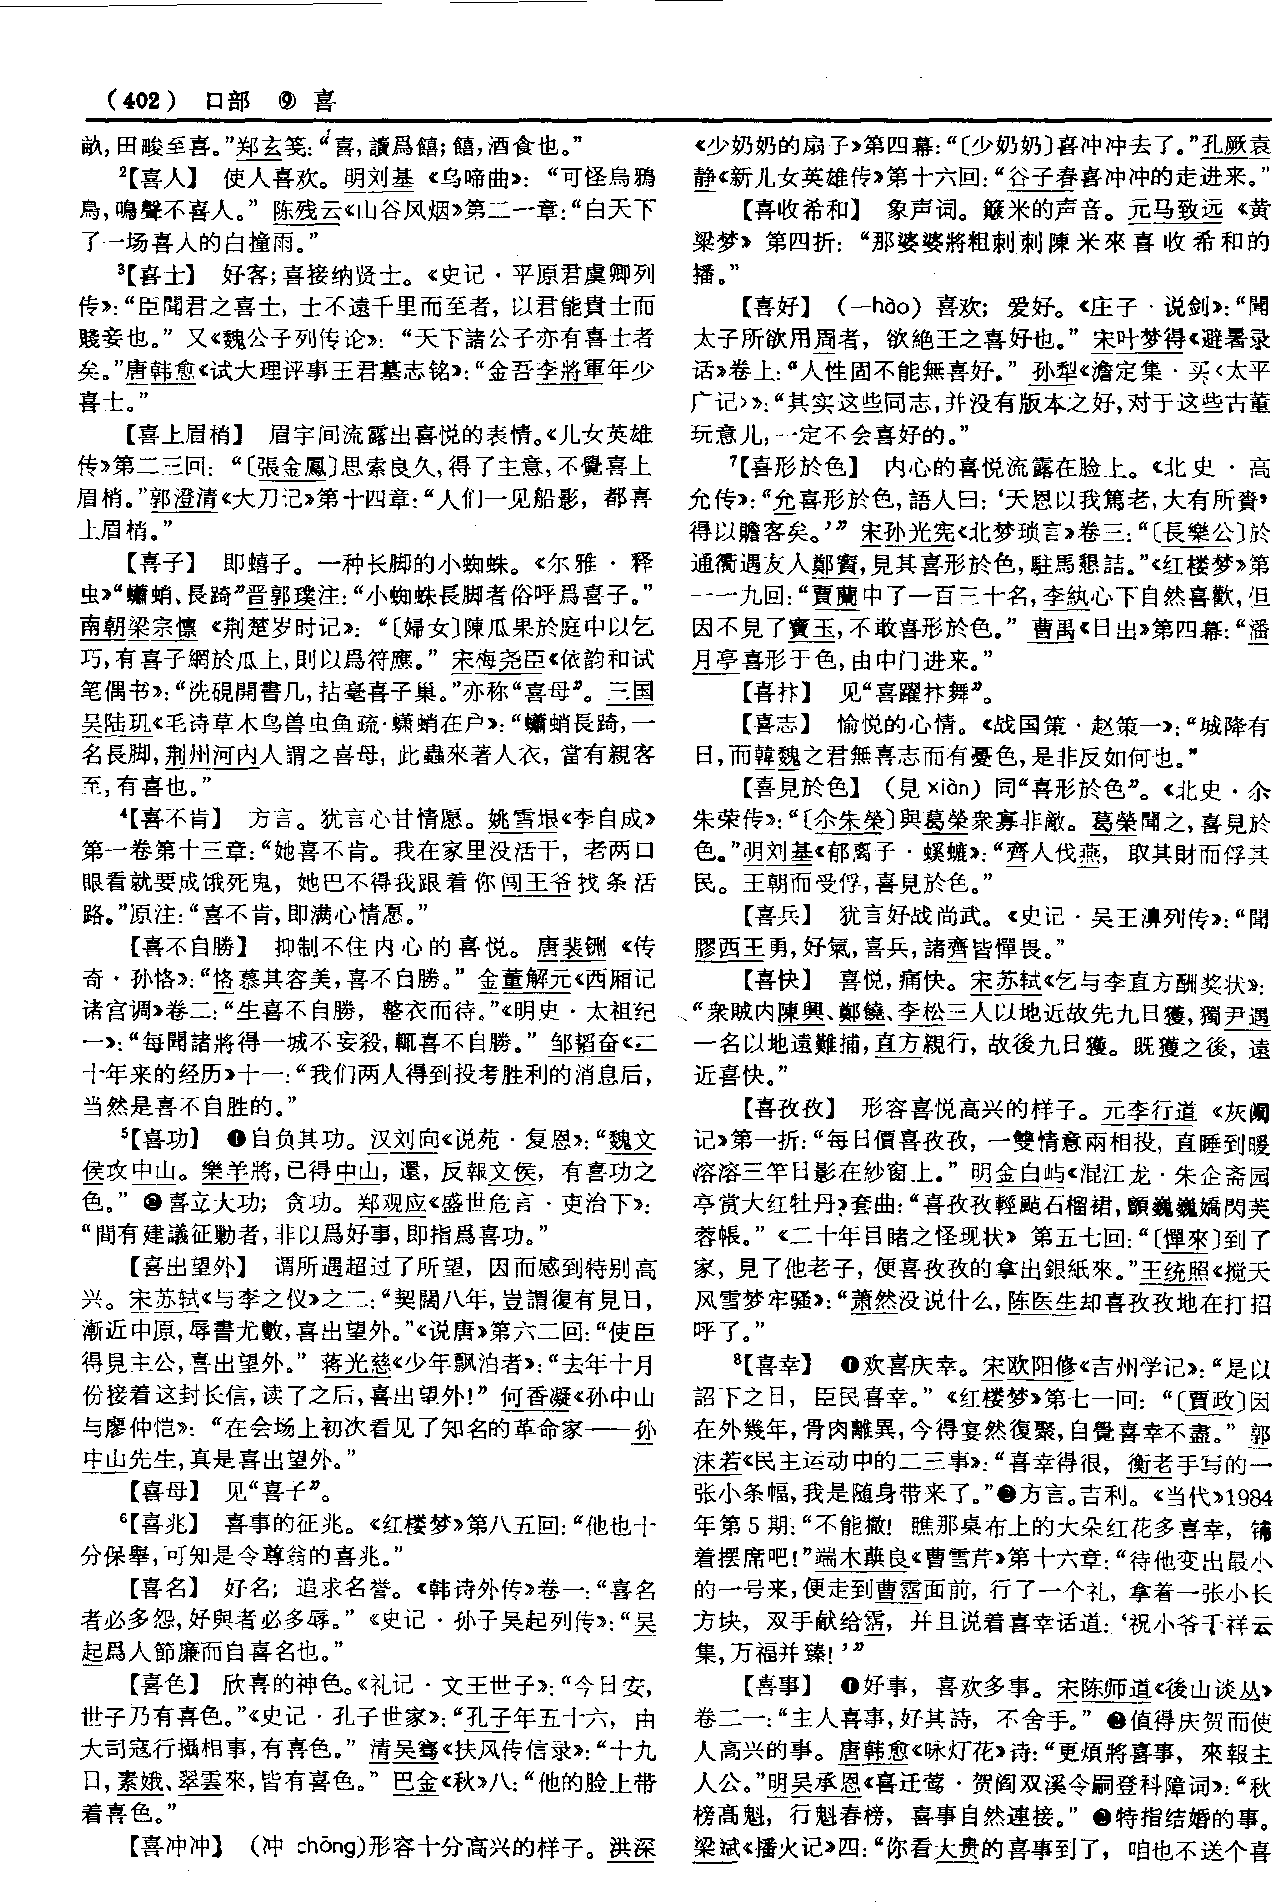 （402） 口部 ⑨ 喜
畝，田畯至喜。”郑玄笺：“喜，讀爲饎；饎，酒食也。”
2【喜人】 使人喜欢。明刘基《乌啼曲》：“可怪烏鴉
鳥，鳴聲不喜人。” 陈残云《山谷风烟》第二一章：“白天下
了一场喜人的白撞雨。”
3【喜士】 好客；喜接纳贤士。《史记·平原君虞卿列
传》：“臣聞君之喜士，士不遠千里而至者，以君能貴士而
賤妾也。” 又《魏公子列传论》：“天下諸公子亦有喜士者
矣。”唐韩愈《试大理评事王君墓志铭》：“金吾李將軍年少
喜士。”
【喜上眉梢】 眉宇间流露出喜悦的表情。《儿女英雄
传》第二三回：“〔張金鳳〕思索良久，得了主意，不覺喜上
眉梢。”郭澄清《大刀记》第十四章：“人们一见船影，都喜
上眉梢。”
【喜子】 即蟢子。一种长脚的小蜘蛛。《尔雅·释
虫》“蠨蛸、長踦”晋郭璞注：“小蜘蛛長脚者俗呼爲喜子。”
南朝梁宗懔《荆楚岁时记》：“〔婦女〕陳瓜果於庭中以乞
巧，有喜子網於瓜上，則以爲符應。” 宋梅尧臣《依韵和试
笔偶书》：“洗硯開書几，拈毫喜子巢。”亦称“喜母”。三国
吴陆玑《毛诗草木鸟兽虫鱼疏·蟏蛸在户》：“蠨蛸長踦，一
名長脚，荆州河内人謂之喜母，此蟲來著人衣，當有親客
至，有喜也。”
4【喜不肯】 方言。犹言心甘情愿。姚雪垠《李自成》
第一卷第十三章：“她喜不肯。我在家里没活干，老两口
眼看就要成饿死鬼，她巴不得我跟着你闯王爷找条活
路。”原注：“喜不肯，即满心情愿。”
【喜不自勝】 抑制不住内心的喜悦。唐裴铏《传
奇·孙恪》：“恪慕其容美，喜不自勝。” 金董解元《西厢记
诸宫调》卷二：“生喜不自勝，整衣而待。”《明史·太祖纪
一》：“每聞諸將得一城不妄殺，輒喜不自勝。” 邹韬奋《二
十年来的经历》十一：“我们两人得到投考胜利的消息后，
当然是喜不自胜的。”
5【喜功】 ❶自负其功。汉刘向《说苑·复恩》：“魏文
侯攻中山。樂羊將，已得中山，還，反報文侯，有喜功之
色。” ❷喜立大功；贪功。郑观应《盛世危言·吏治下》：
“間有建議征勦者，非以爲好事，即指爲喜功。”
【喜出望外】 谓所遇超过了所望，因而感到特别高
兴。宋苏轼《与李之仪》之二：“契闊八年，豈謂復有見日，
漸近中原，辱書尤數，喜出望外。”《说唐》第六二回：“使臣
得見主公，喜出望外。” 蒋光慈《少年飘泊者》：“去年十月
份接着这封长信，读了之后，喜出望外！” 何香凝《孙中山
与廖仲恺》：“在会场上初次看见了知名的革命家——孙
中山先生，真是喜出望外。”
【喜母】 见“喜子”。
6【喜兆】 喜事的征兆。《红楼梦》第八五回：“他也十
分保舉，可知是令尊翁的喜兆。”
【喜名】 好名；追求名誉。《韩诗外传》卷一：“喜名
者必多怨，好與者必多辱。” 《史记·孙子吴起列传》：“吴
起爲人節廉而自喜名也。”
【喜色】 欣喜的神色。《礼记·文王世子》：“今日安，
世子乃有喜色。”《史记·孔子世家》：“孔子年五十六，由
大司寇行攝相事，有喜色。” 清吴骞《扶风传信录》：“十九
日，素娥、翠雲來，皆有喜色。” 巴金《秋》八：“他的脸上带
着喜色。”
【喜冲冲】 （冲 chōng）形容十分高兴的样子。洪深
《少奶奶的扇子》第四幕：“〔少奶奶〕喜冲冲去了。”孔厥袁
静《新儿女英雄传》第十六回：“谷子春喜冲冲的走进来。”
【喜收希和】 象声词。簸米的声音。元马致远《黄
粱梦》第四折：“那婆婆將粗刺刺陳米來喜收希和的
播。”
【喜好】 （—hào）喜欢；爱好。《庄子·说剑》：“聞
太子所欲用周者，欲絶王之喜好也。” 宋叶梦得《避暑录
话》卷上：“人性固不能無喜好。” 孙犁《澹定集·买〈太平
广记〉》：“其实这些同志，并没有版本之好，对于这些古董
玩意儿，一定不会喜好的。”
7【喜形於色】 内心的喜悦流露在脸上。《北史·高
允传》：“允喜形於色，語人曰：‘天恩以我篤老，大有所賚，
得以贍客矣。’” 宋孙光宪《北梦琐言》卷三：“〔長樂公〕於
通衢遇友人鄭竇，見其喜形於色，駐馬懇詰。”《红楼梦》第
一一九回：“賈蘭中了一百三十名，李紈心下自然喜歡，但
因不見了寶玉，不敢喜形於色。” 曹禺《日出》第四幕：“潘
月亭喜形于色，由中门进来。”
【喜抃】 见“喜躍抃舞”。
【喜志】 愉悦的心情。《战国策·赵策一》：“城降有
日，而韓魏之君無喜志而有憂色，是非反如何也。”
【喜見於色】 （見 xiàn）同“喜形於色”。《北史·尒
朱荣传》：“〔尒朱榮〕與葛榮衆寡非敵。葛榮聞之，喜見於
色。”明刘基《郁离子·螇螰》：“齊人伐燕，取其財而俘其
民。王朝而受俘，喜見於色。”
【喜兵】 犹言好战尚武。《史记·吴王濞列传》：“聞
膠西王勇，好氣，喜兵，諸齊皆憚畏。”
【喜快】 喜悦，痛快。宋苏轼《乞与李直方酬奖状》：
“衆賊内陳興、鄭饒、李松三人以地近故先九日獲，獨尹遇
一名以地遠難捕，直方親行，故後九日獲。既獲之後，遠
近喜快。”
【喜孜孜】 形容喜悦高兴的样子。元李行道《灰阑
记》第一折：“每日價喜孜孜，一雙情意兩相投，直睡到暖
溶溶三竿日影在紗窗上。” 明金白屿《混江龙·朱企斋园
亭赏大红牡丹》套曲：“喜孜孜輕颭石榴裙，顫巍巍嬌閃芙
蓉帳。” 《二十年目睹之怪现状》第五七回：“〔憚來〕到了
家，見了他老子，便喜孜孜的拿出銀紙來。”王统照《搅天
风雪梦牢骚》：“萧然没说什么，陈医生却喜孜孜地在打招
呼了。”
8【喜幸】 ❶欢喜庆幸。宋欧阳修《吉州学记》：“是以
詔下之日，臣民喜幸。” 《红楼梦》第七一回：“〔賈政〕因
在外幾年，骨肉離異，今得宴然復聚，自覺喜幸不盡。” 郭
沫若《民主运动中的二三事》：“喜幸得很，衡老手写的一
张小条幅，我是随身带来了。”❷方言。吉利。《当代》1984
年第5期：“不能撤！瞧那桌布上的大朵红花多喜幸，铺
着摆席吧！”端木蕻良《曹雪芹》第十六章：“待他变出最小
的一号来，便走到曹霑面前，行了一个礼，拿着一张小长
方块，双手献给霑，并且说着喜幸话道：‘祝小爷千祥云
集，万福并臻！’”
【喜事】 ❶好事，喜欢多事。宋陈师道《後山谈丛》
卷二一：“主人喜事，好其詩，不舍手。” ❷值得庆贺而使
人高兴的事。唐韩愈《咏灯花》诗：“更煩將喜事，來報主
人公。”明吴承恩《喜迁莺·贺阎双溪令嗣登科障词》：“秋
榜高魁，行魁春榜，喜事自然連接。” ❸特指结婚的事。
梁斌《播火记》四：“你看大贵的喜事到了，咱也不送个喜